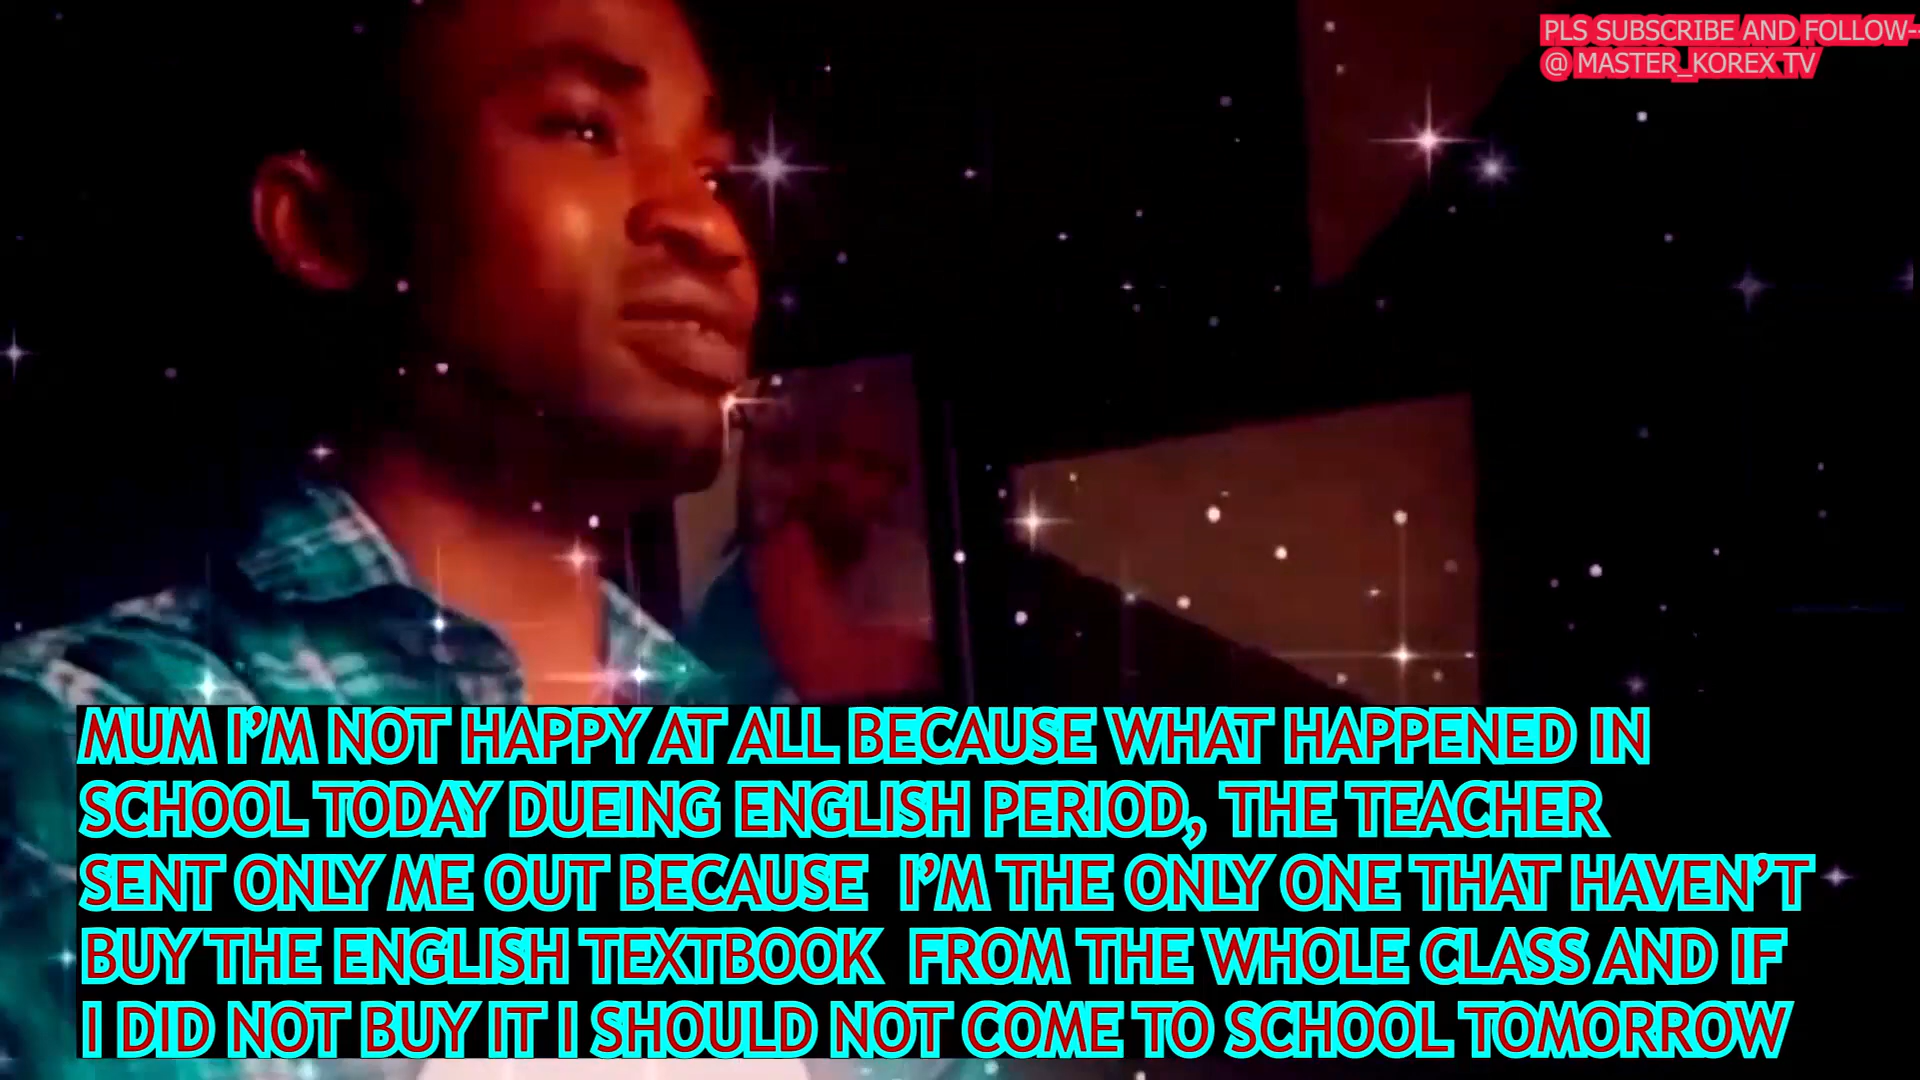 PLS SUBSCRIBE AND FOLLOW--
@ MASTER_KOREX TV
MUM I’M NOT HAPPY AT ALL BECAUSE WHAT HAPPENED IN
SCHOOL TODAY DUEING ENGLISH PERIOD, THE TEACHER
SENT ONLY ME OUT BECAUSE I’M THE ONLY ONE THAT HAVEN’T
BUY THE ENGLISH TEXTBOOK FROM THE WHOLE CLASS AND IF
I DID NOT BUY IT I SHOULD NOT COME TO SCHOOL TOMORROW